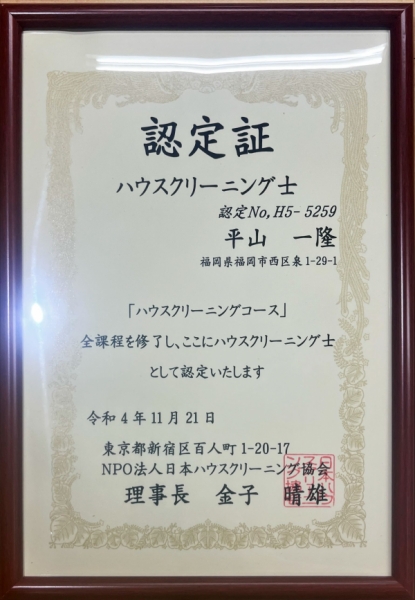 認定証
ハウスクリーニング士
認定No,H5- 5259
平山 一隆
福岡県福岡市西区泉1-29-1
「ハウスクリーニングコース」
全課程を修了し、ここにハウスクリーニング士
として認定いたします
令和4年11月21日
東京都新宿区百人町1-20-17
NPO法人日本ハウスクリーニング協会
理事長 金子 晴雄